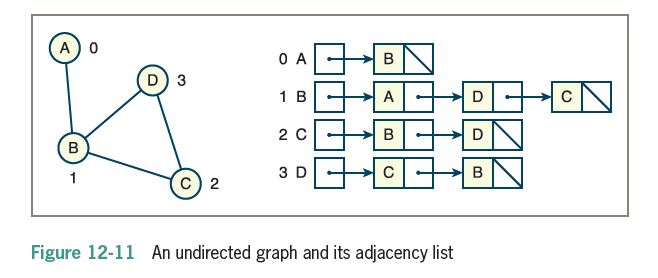 A 0
D 3
B
1
C 2
0 A B
1 B A D C
2 C B D
3 D C B
Figure 12-11 An undirected graph and its adjacency list